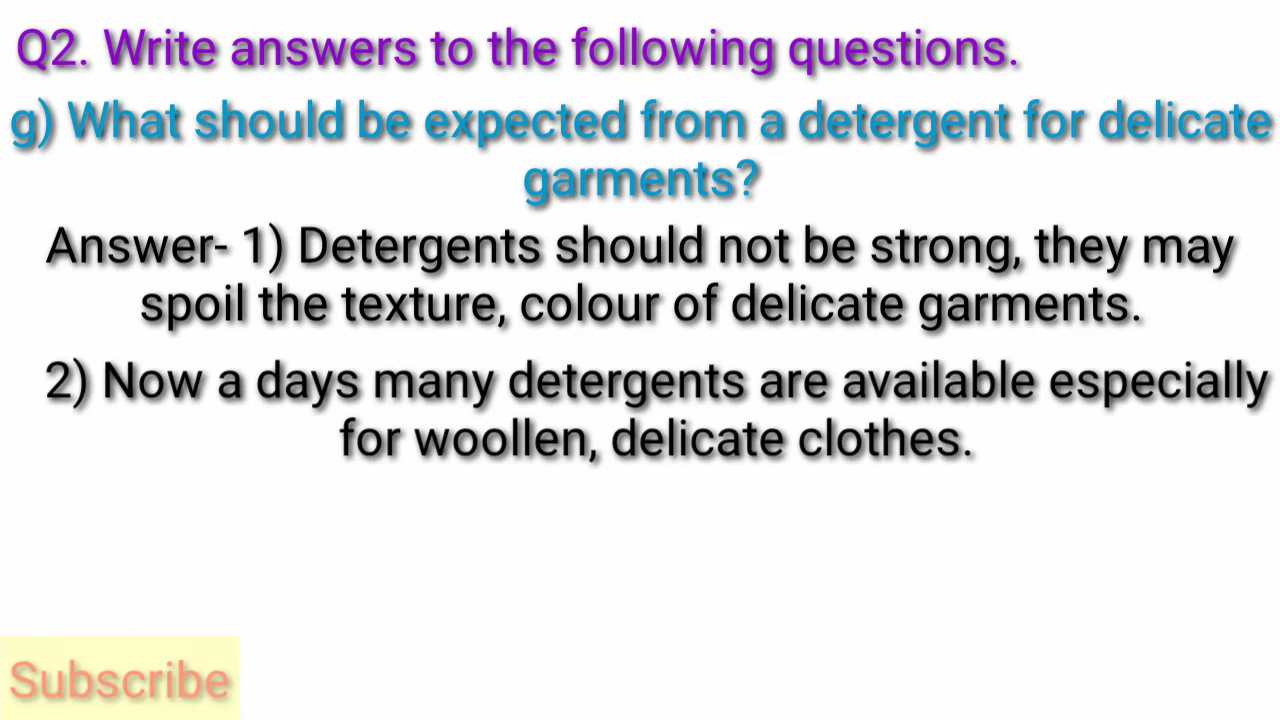 Q2. Write answers to the following questions.
g) What should be expected from a detergent for delicate
garments?
Answer- 1) Detergents should not be strong, they may
spoil the texture, colour of delicate garments.
2) Now a days many detergents are available especially
for woollen, delicate clothes.
Subscribe